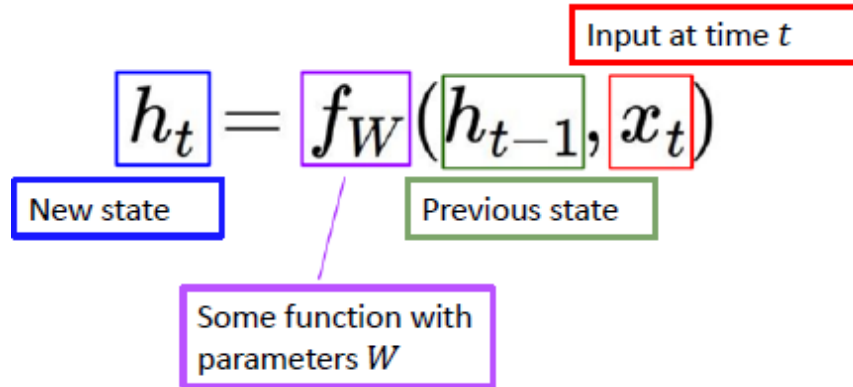 Input at time t
h_t = f_W(h_{t-1}, x_t)
New state
Previous state
Some function with
parameters W